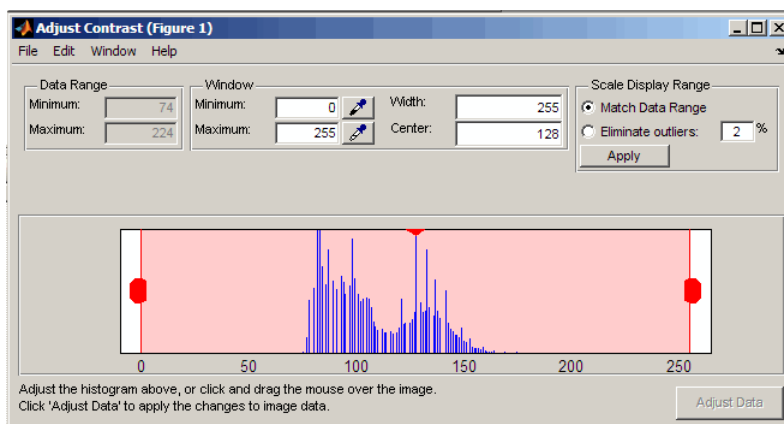 Adjust Contrast (Figure 1)
File Edit Window Help
Data Range
Minimum: 74
Maximum: 224
Window
Minimum: 0
Maximum: 255
Width: 255
Center: 128
Scale Display Range
Match Data Range
Eliminate outliers: 2 %
Apply
0 50 100 150 200 250
Adjust the histogram above, or click and drag the mouse over the image.
Click 'Adjust Data' to apply the changes to image data.
Adjust Data